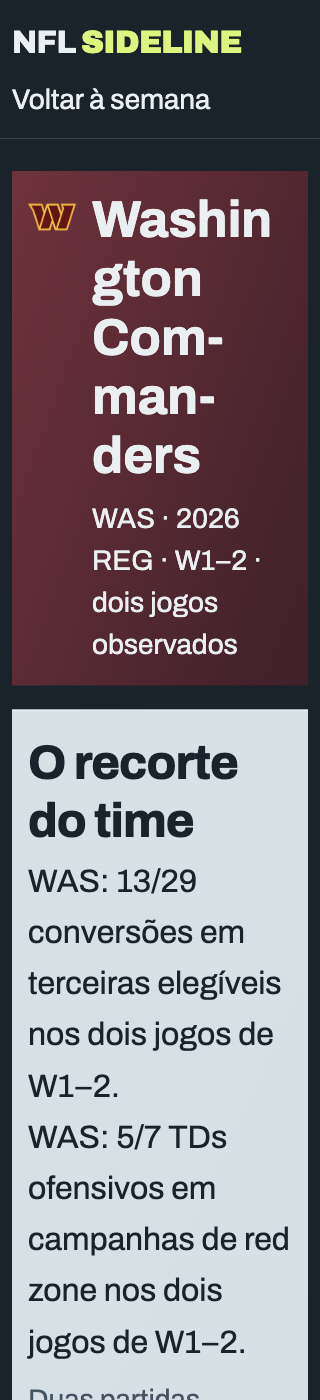 NFL SIDELINE
Voltar à semana
Washin
gton
Com-
man-
ders
WAS · 2026
REG · W1–2 ·
dois jogos
observados
O recorte
do time
WAS: 13/29
conversões em
terceiras elegíveis
nos dois jogos de
W1–2.
WAS: 5/7 TDs
ofensivos em
campanhas de red
zone nos dois
jogos de W1–2.
Duas partidas